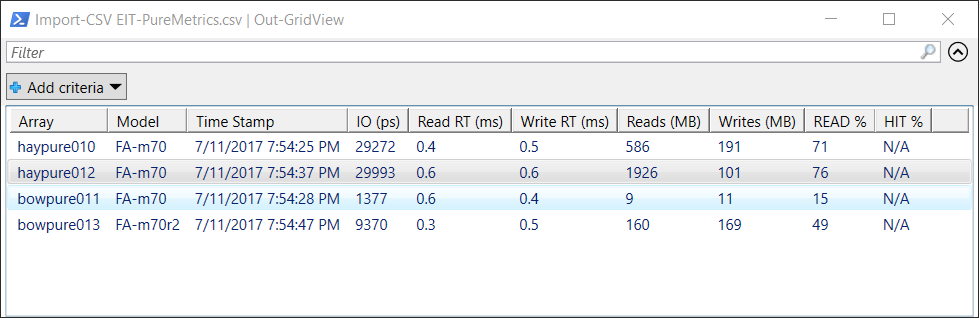 Import-CSV EIT-PureMetrics.csv | Out-GridView
Filter
Add criteria
Array Model Time Stamp IO (ps) Read RT (ms) Write RT (ms) Reads (MB) Writes (MB) READ % HIT %
haypure010 FA-m70 7/11/2017 7:54:25 PM 29272 0.4 0.5 586 191 71 N/A
haypure012 FA-m70 7/11/2017 7:54:37 PM 29993 0.6 0.6 1926 101 76 N/A
bowpure011 FA-m70 7/11/2017 7:54:28 PM 1377 0.6 0.4 9 11 15 N/A
bowpure013 FA-m70r2 7/11/2017 7:54:47 PM 9370 0.3 0.5 160 169 49 N/A